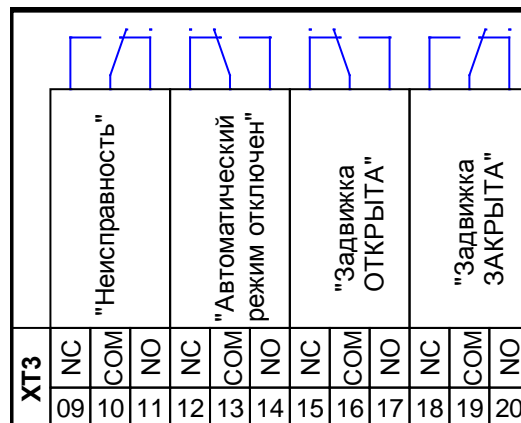 "Неисправность"
"Автоматический
режим отключен"
"Задвижка
ОТКРЫТА"
"Задвижка
ЗАКРЫТА"
XT3
NC COM NO NC COM NO NC COM NO NC COM NO
09 10 11 12 13 14 15 16 17 18 19 20